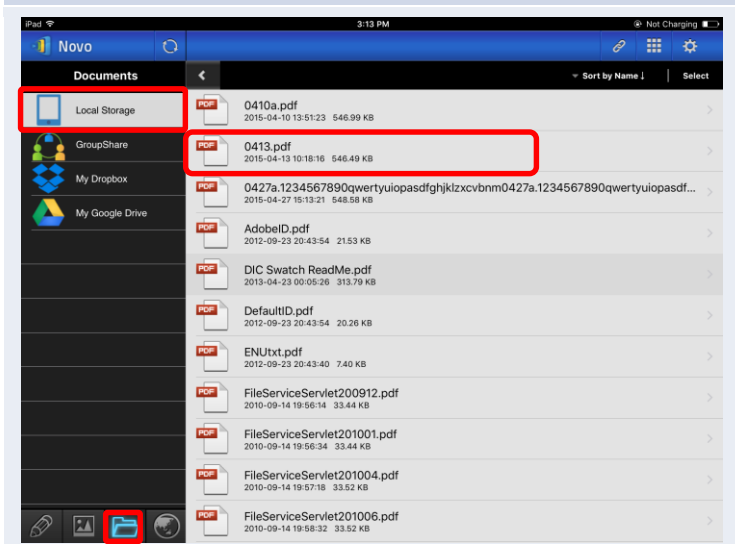 iPad 3:13 PM Not Charging
Novo
Documents
Sort by Name ↓ Select
Local Storage
GroupShare
My Dropbox
My Google Drive
PDF 0410a.pdf
2015-04-10 13:51:23 546.99 KB
PDF 0413.pdf
2015-04-13 10:18:16 546.49 KB
PDF 0427a.1234567890qwertyuiopasdfghjklzxcvbnm0427a.1234567890qwertyuiopasdf...
2015-04-27 15:13:21 548.58 KB
PDF AdobeID.pdf
2012-09-23 20:43:54 21.53 KB
PDF DIC Swatch ReadMe.pdf
2013-04-23 00:05:26 313.79 KB
PDF DefaultID.pdf
2012-09-23 20:43:54 20.26 KB
PDF ENUtxt.pdf
2012-09-23 20:43:40 7.40 KB
PDF FileServiceServlet200912.pdf
2010-09-14 19:56:14 33.44 KB
PDF FileServiceServlet201001.pdf
2010-09-14 19:56:34 33.44 KB
PDF FileServiceServlet201004.pdf
2010-09-14 19:57:18 33.52 KB
PDF FileServiceServlet201006.pdf
2010-09-14 19:58:32 33.52 KB